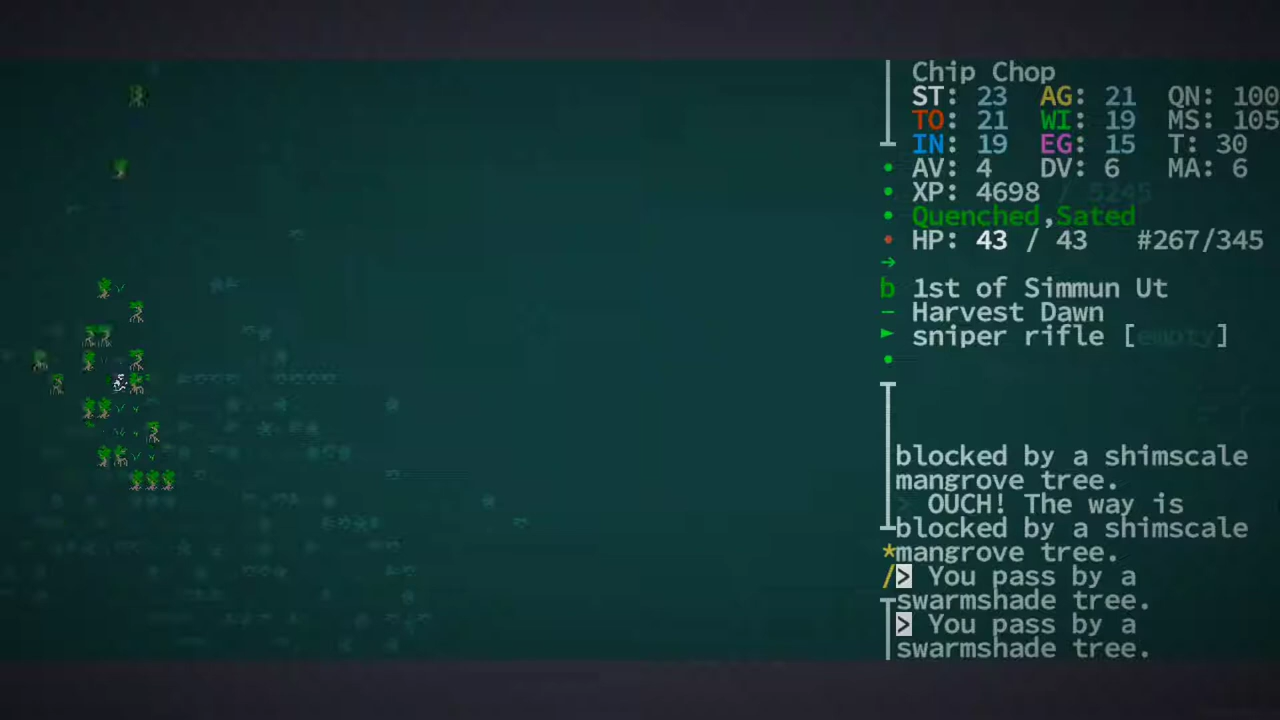 Chip Chop
ST: 23 AG: 21 QN: 100
TO: 21 WI: 19 MS: 105
IN: 19 EG: 15 T: 30
AV: 4 DV: 6 MA: 6
XP: 4698 / 5245
Quenched,Sated
HP: 43 / 43 #267/345
b 1st of Simmun Ut
Harvest Dawn
sniper rifle [empty]
blocked by a shimscale
mangrove tree.
> OUCH! The way is
blocked by a shimscale
*mangrove tree.
/> You pass by a
swarmshade tree.
> You pass by a
swarmshade tree.